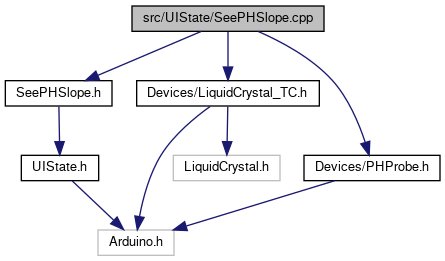 src/UIState/SeePHSlope.cpp
SeePHSlope.h
Devices/LiquidCrystal_TC.h
UIState.h
LiquidCrystal.h
Devices/PHProbe.h
Arduino.h